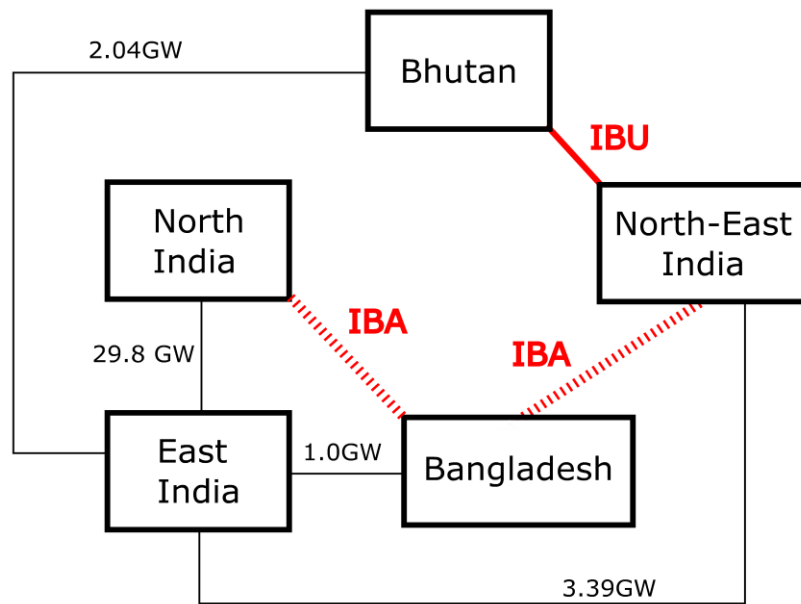 2.04GW
Bhutan
IBU
North
India
North-East
India
IBA
IBA
29.8 GW
East
India
1.0GW
Bangladesh
3.39GW